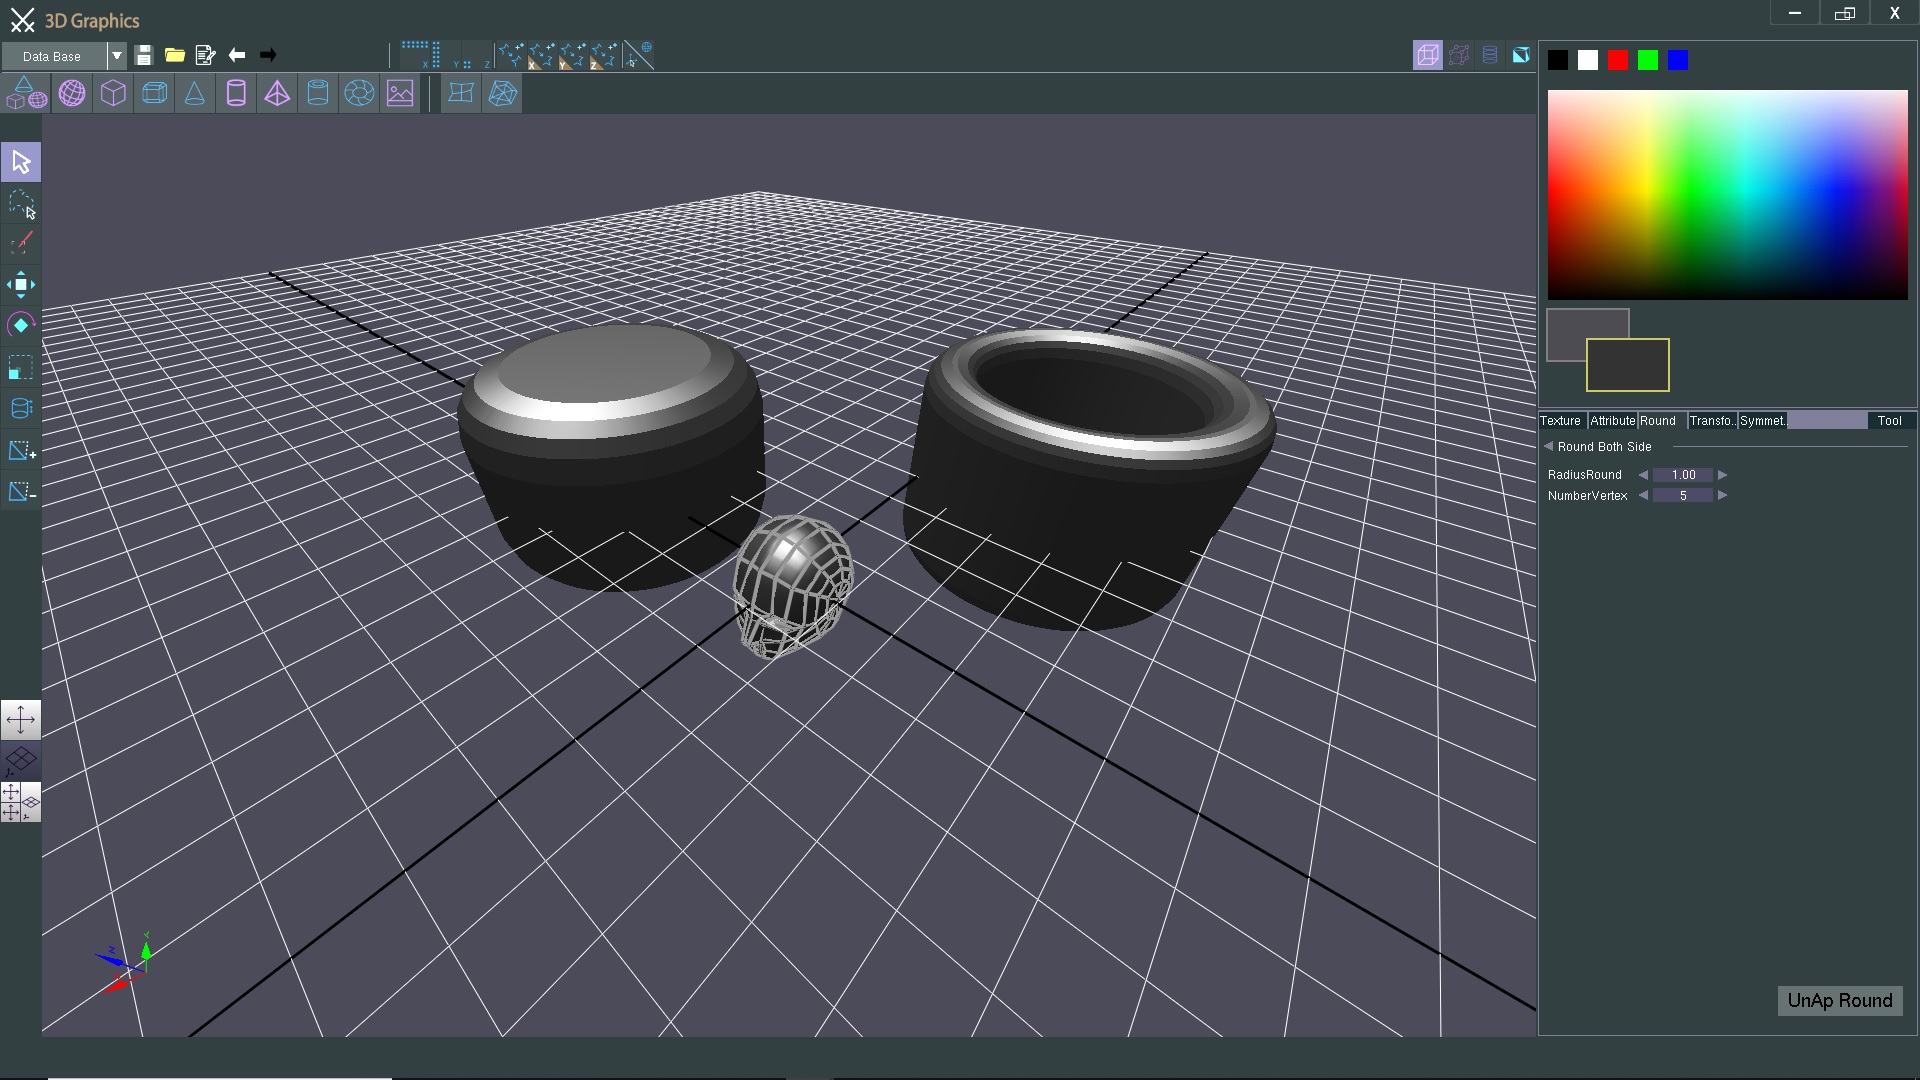 3D Graphics
X
Data Base
X Y Z X Y Z
Texture Attribute Round Transfo.. Symmet.. Tool
Round Both Side
RadiusRound 1.00
NumberVertex 5
Y
Z
UnAp Round